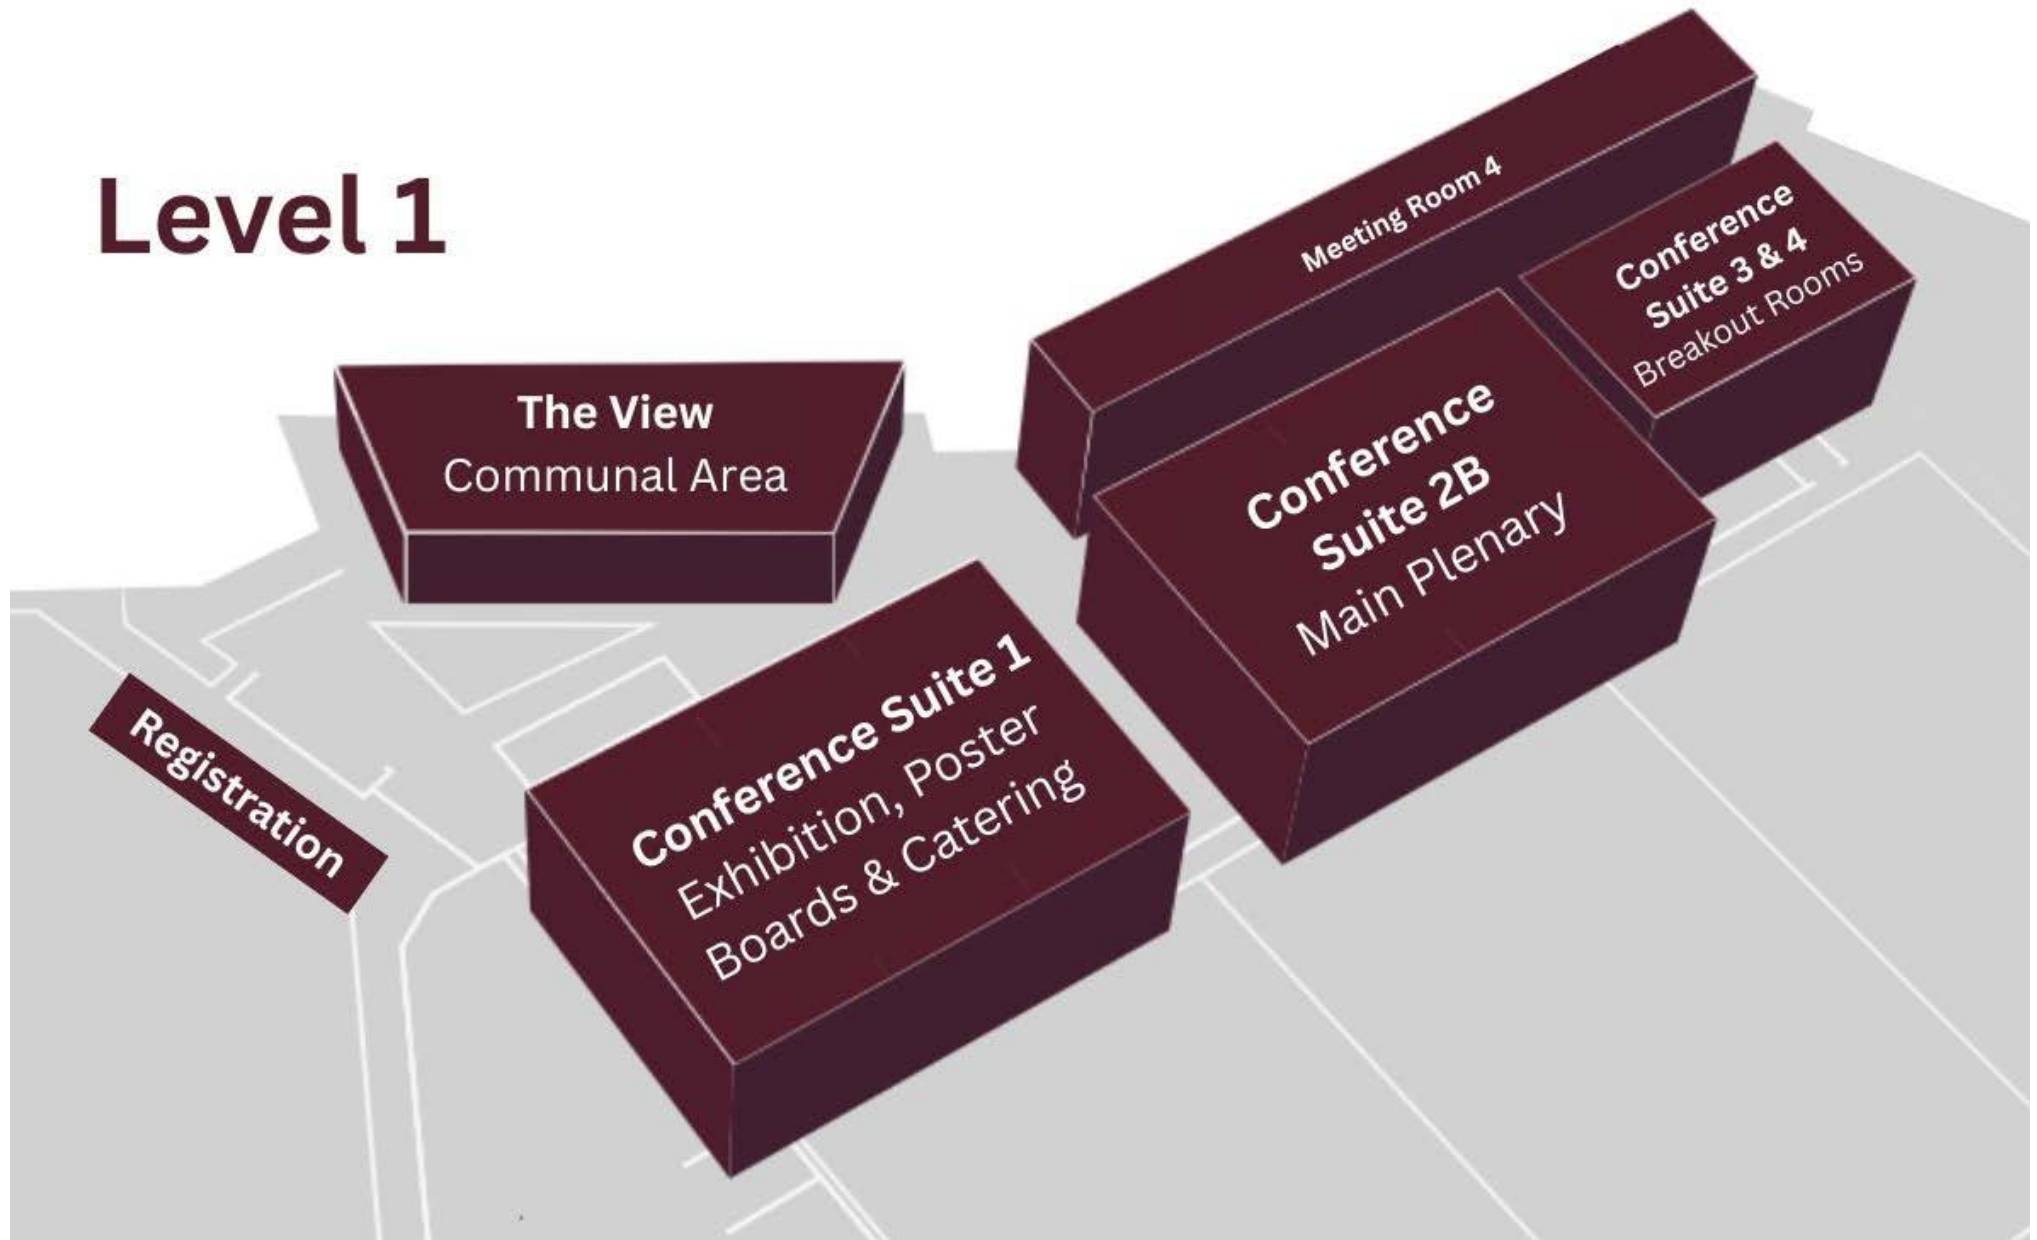 Level 1
Meeting Room 4
Conference
Suite 3 & 4
Breakout Rooms
The View
Communal Area
Conference
Suite 2B
Main Plenary
Conference Suite 1
Exhibition, Poster
Boards & Catering
Registration